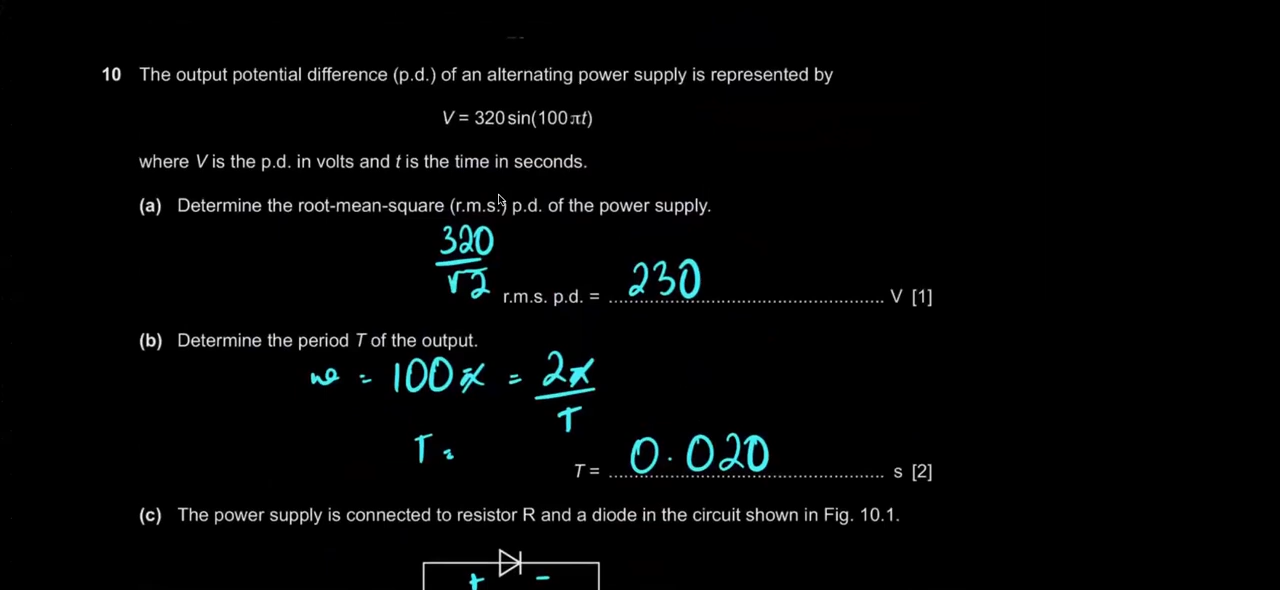 10 The output potential difference (p.d.) of an alternating power supply is represented by
V = 320 sin(100πt)
where V is the p.d. in volts and t is the time in seconds.
(a) Determine the root-mean-square (r.m.s.) p.d. of the power supply.
320
√2
r.m.s. p.d. = 230 V [1]
(b) Determine the period T of the output.
ω = 100π = 2π
T
T =
T = 0.020 s [2]
(c) The power supply is connected to resistor R and a diode in the circuit shown in Fig. 10.1.
+ -